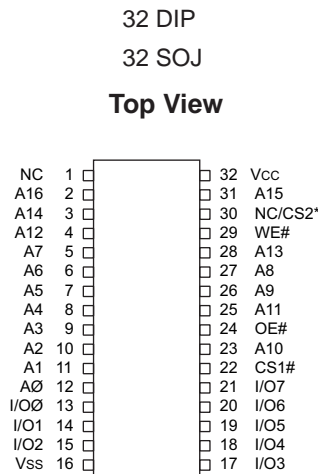 32 DIP
32 SOJ
Top View
NC 1 32 Vcc
A16 2 31 A15
A14 3 30 NC/CS2*
A12 4 29 WE#
A7 5 28 A13
A6 6 27 A8
A5 7 26 A9
A4 8 25 A11
A3 9 24 OE#
A2 10 23 A10
A1 11 22 CS1#
AØ 12 21 I/O7
I/OØ 13 20 I/O6
I/O1 14 19 I/O5
I/O2 15 18 I/O4
Vss 16 17 I/O3